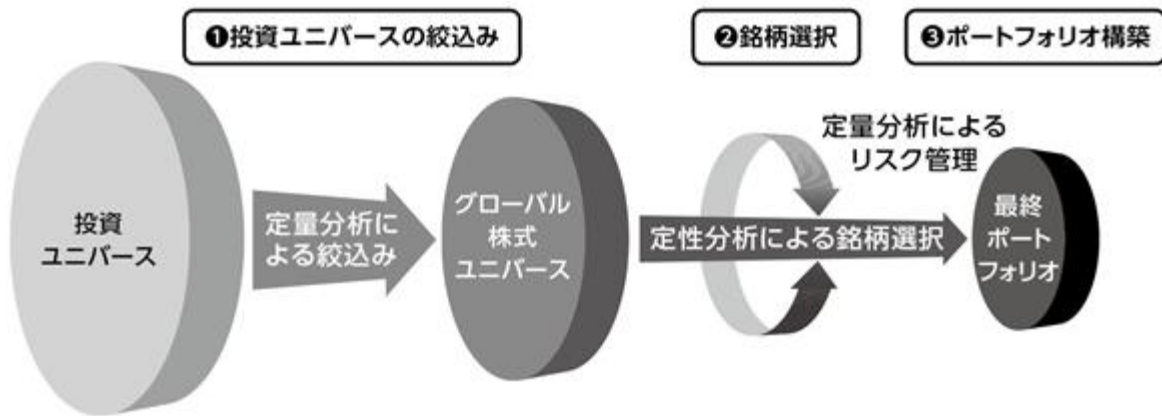 ❶投資ユニバースの絞込み
❷銘柄選択
❸ポートフォリオ構築
投資
ユニバース
定量分析に
よる絞込み
グローバル
株式
ユニバース
定量分析による
リスク管理
定性分析による銘柄選択
最終
ポート
フォリオ